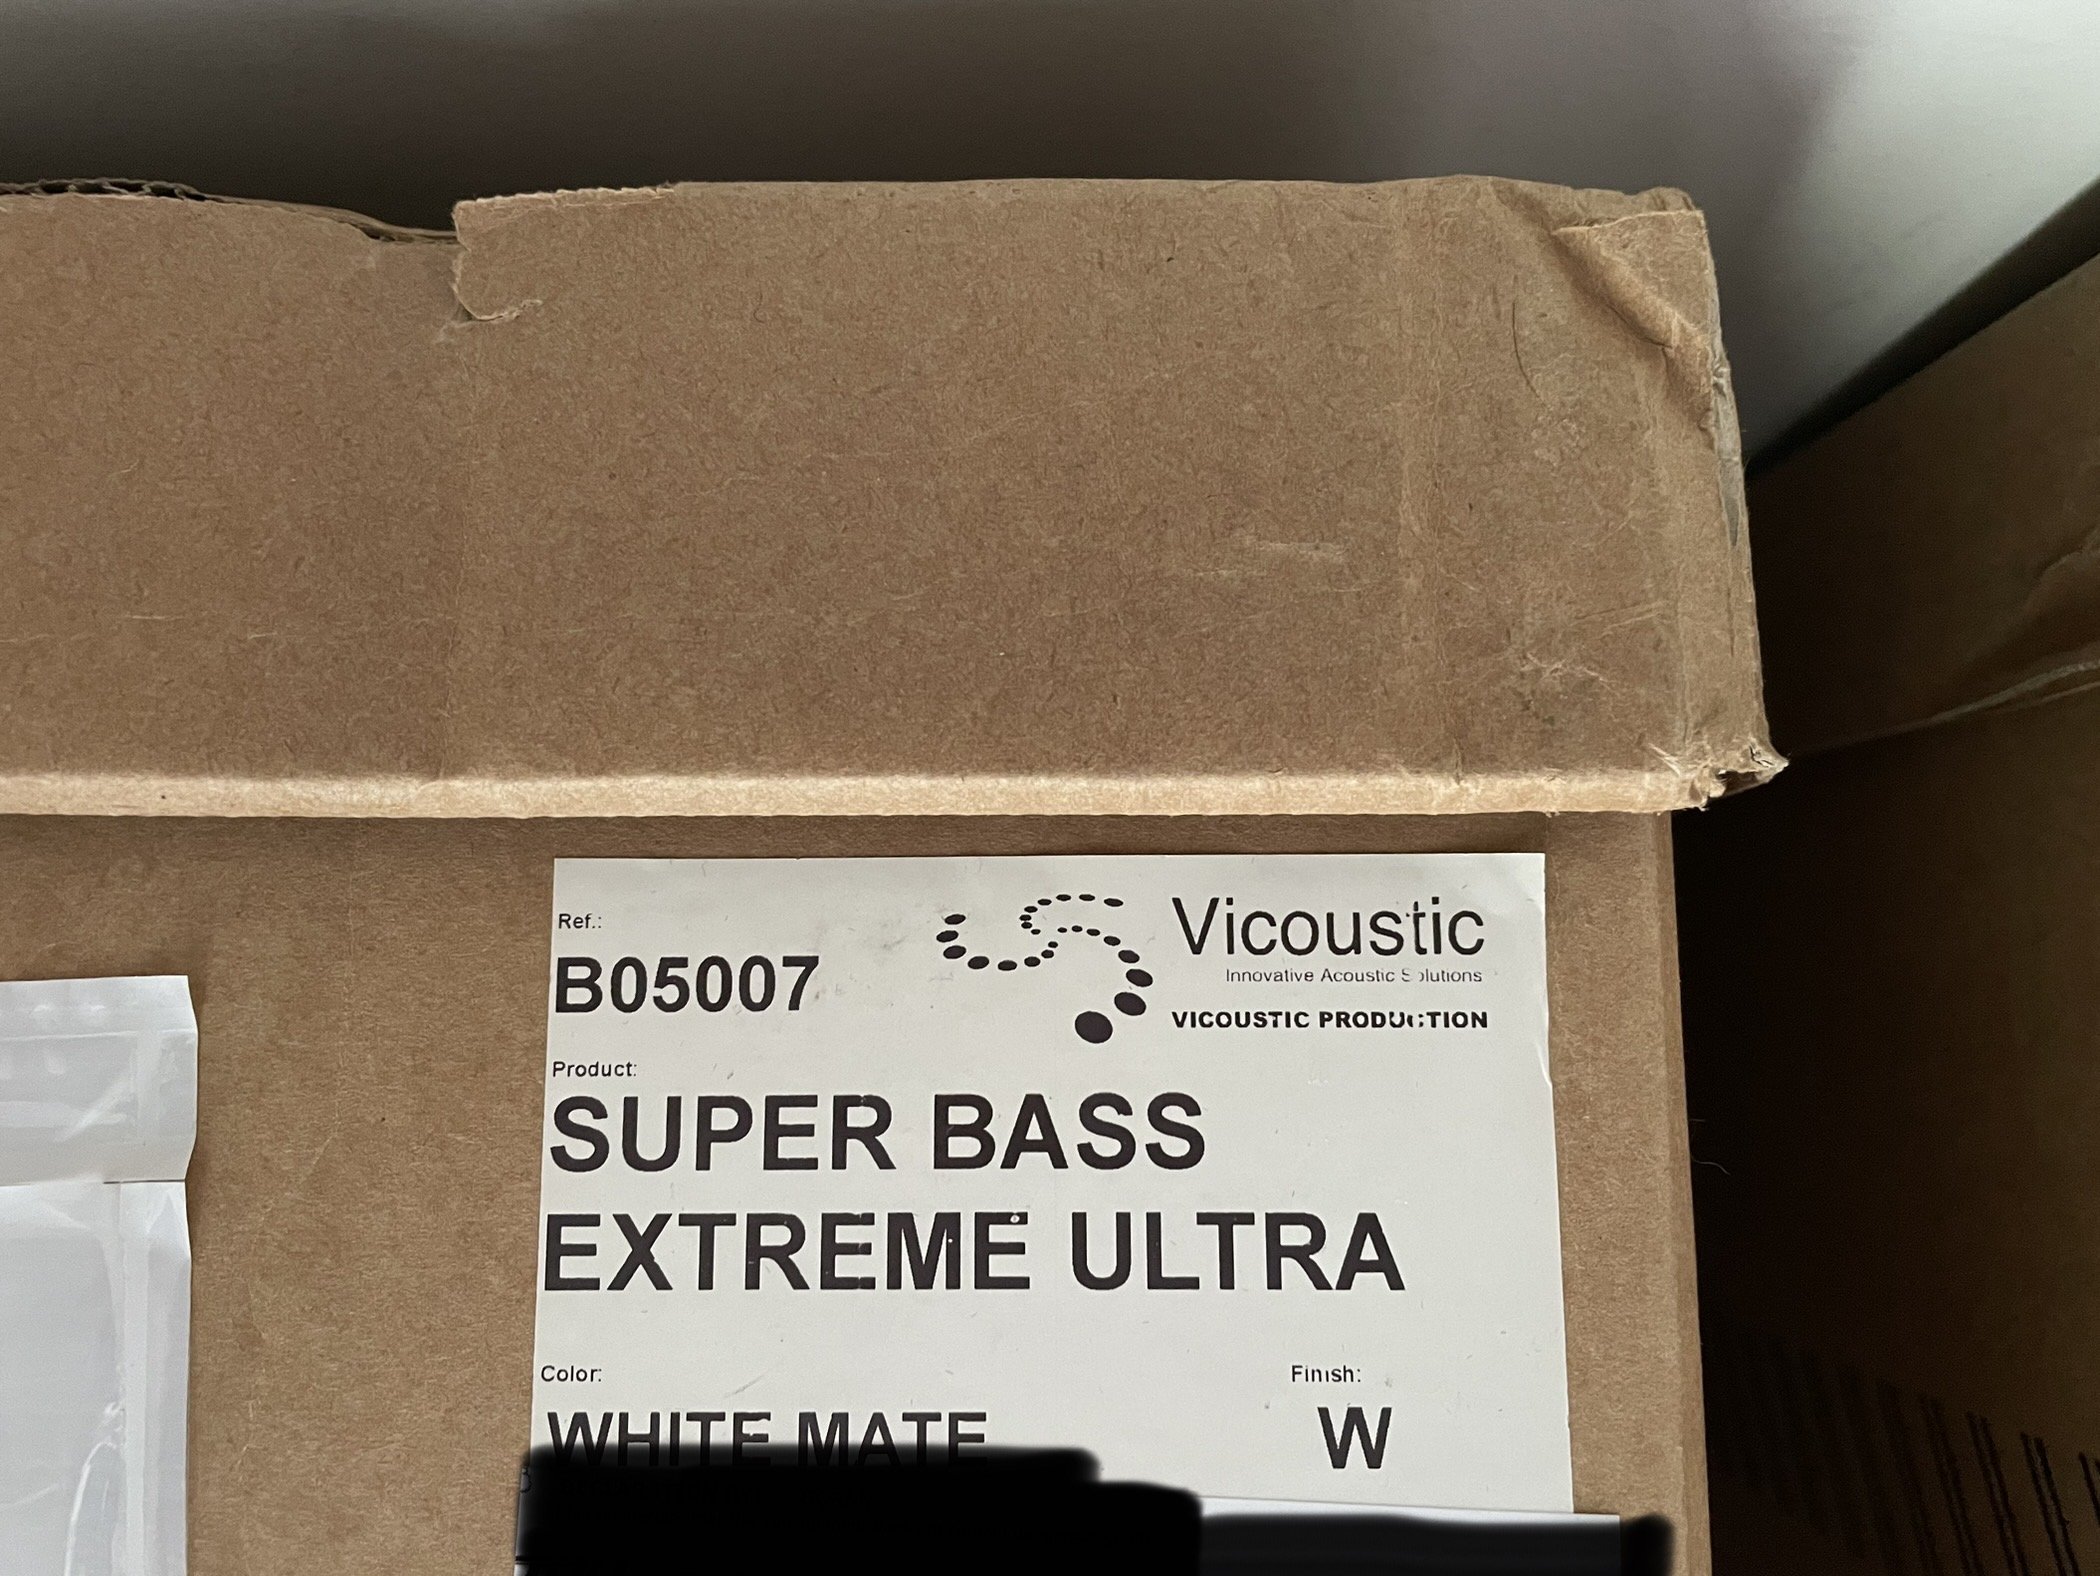 Ref.:
B05007
Vicoustic
Innovative Acoustic Solutions
VICOUSTIC PRODUCTION
Product:
SUPER BASS
EXTREME ULTRA
Color:
Finish:
WHITE MATE
W